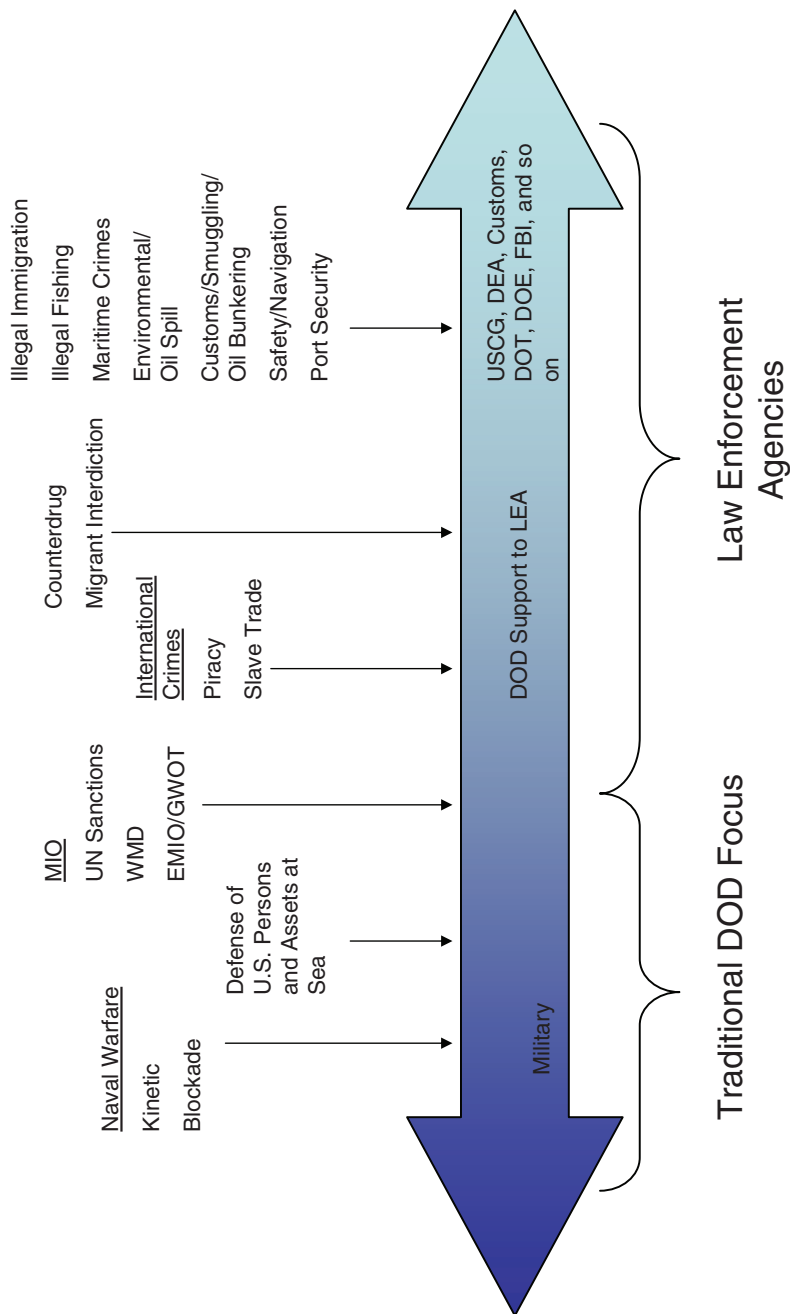 Naval Warfare
Kinetic
Blockade
Defense of
U.S. Persons
and Assets at
Sea
MIO
UN Sanctions
WMD
EMIO/GWOT
International
Crimes
Piracy
Slave Trade
Counterdrug
Migrant Interdiction
Illegal Immigration
Illegal Fishing
Maritime Crimes
Environmental/
Oil Spill
Customs/Smuggling/
Oil Bunkering
Safety/Navigation
Port Security
Military
DOD Support to LEA
USCG, DEA, Customs,
DOT, DOE, FBI, and so
on
Traditional DOD Focus
Law Enforcement
Agencies